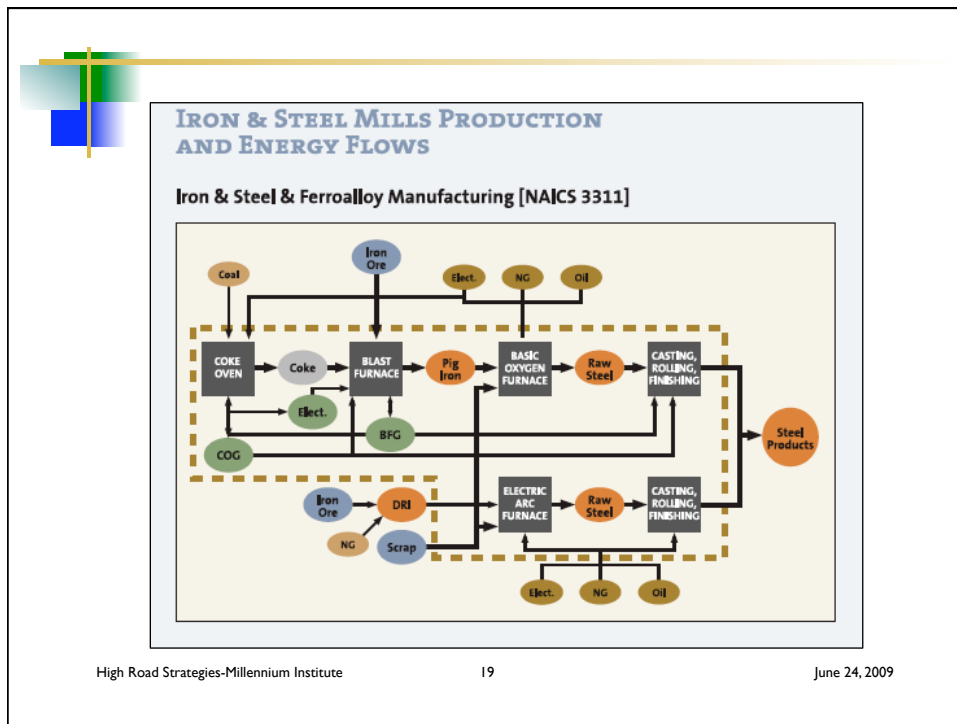 IRON & STEEL MILLS PRODUCTION
AND ENERGY FLOWS
Iron & Steel & Ferroalloy Manufacturing [NAICS 3311]
Coal
Iron
Ore
Elect.
NG
Oil
COKE
OVEN
Coke
BLAST
FURNACE
Pig
Iron
BASIC
OXYGEN
FURNACE
Raw
Steel
CASTING,
ROLLING,
FINISHING
Elect.
BFG
COG
Steel
Products
Iron
Ore
DRI
NG
Scrap
ELECTRIC
ARC
FURNACE
Raw
Steel
CASTING,
ROLLING,
FINISHING
Elect.
NG
Oil
High Road Strategies-Millennium Institute
19
June 24, 2009